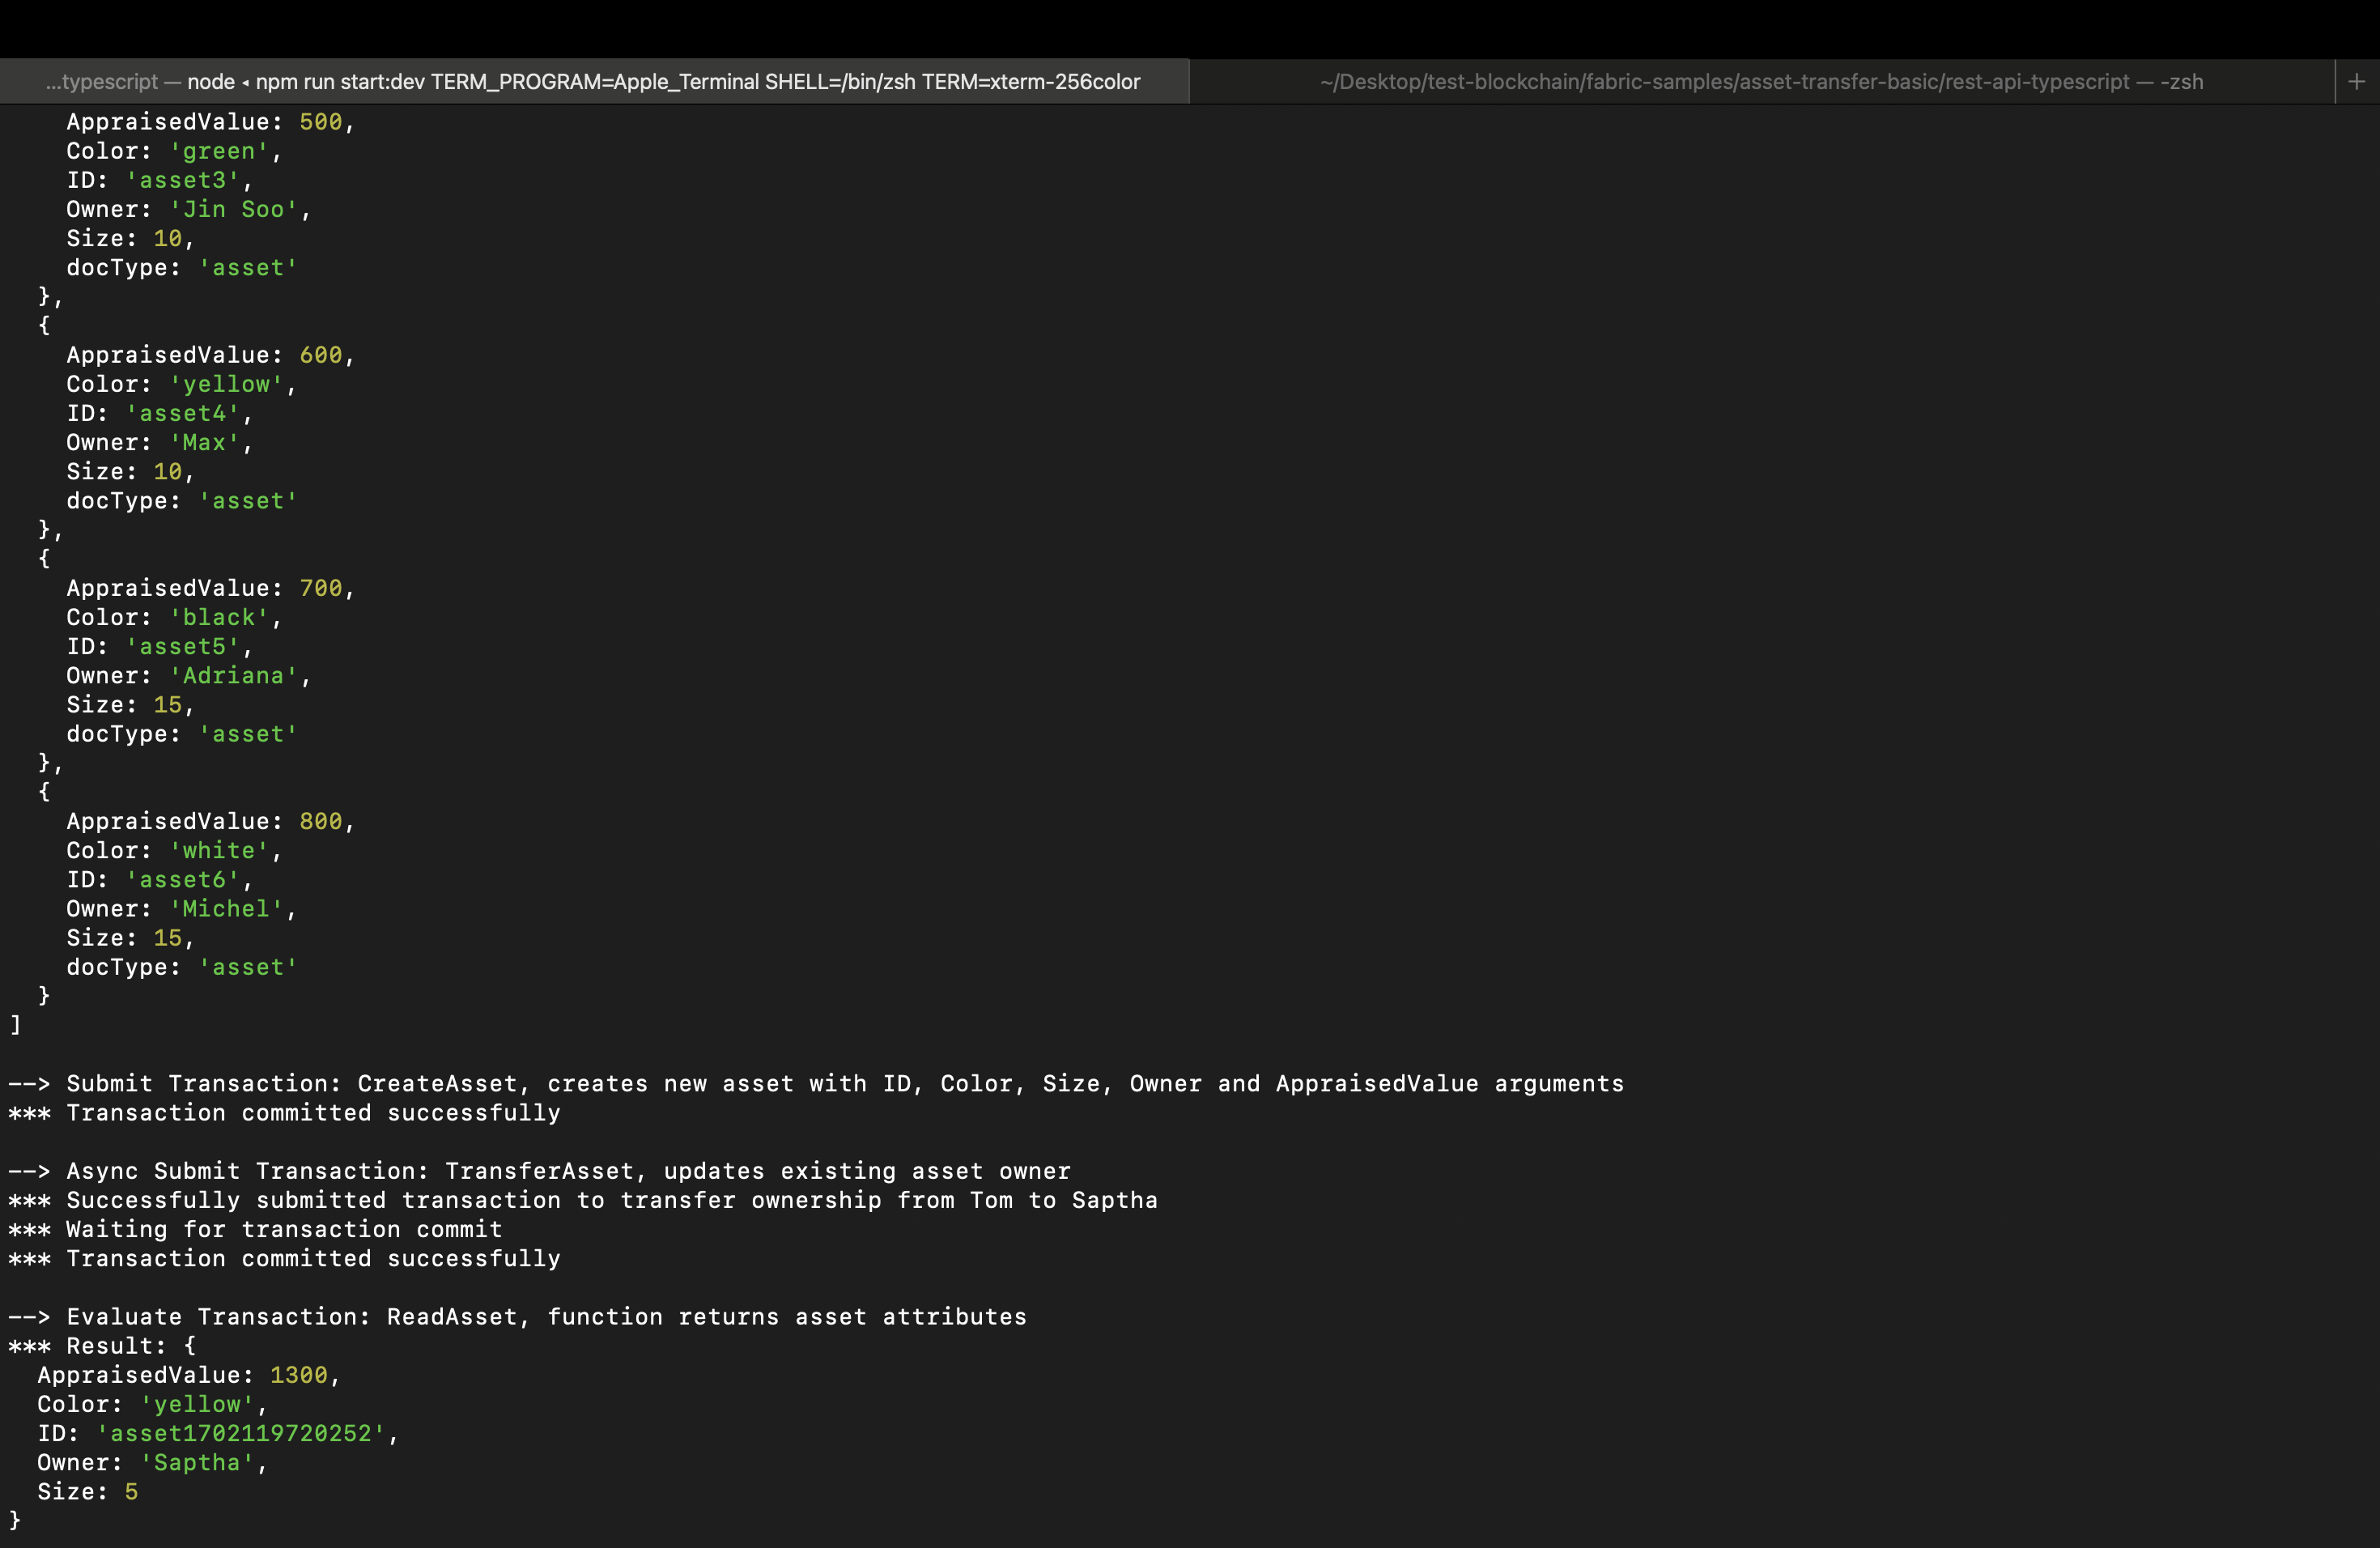 ...typescript — node ◂ npm run start:dev TERM_PROGRAM=Apple_Terminal SHELL=/bin/zsh TERM=xterm-256color
~/Desktop/test-blockchain/fabric-samples/asset-transfer-basic/rest-api-typescript — -zsh
+
AppraisedValue: 500,
Color: 'green',
ID: 'asset3',
Owner: 'Jin Soo',
Size: 10,
docType: 'asset'
},
{
AppraisedValue: 600,
Color: 'yellow',
ID: 'asset4',
Owner: 'Max',
Size: 10,
docType: 'asset'
},
{
AppraisedValue: 700,
Color: 'black',
ID: 'asset5',
Owner: 'Adriana',
Size: 15,
docType: 'asset'
},
{
AppraisedValue: 800,
Color: 'white',
ID: 'asset6',
Owner: 'Michel',
Size: 15,
docType: 'asset'
}
]
--> Submit Transaction: CreateAsset, creates new asset with ID, Color, Size, Owner and AppraisedValue arguments
*** Transaction committed successfully
--> Async Submit Transaction: TransferAsset, updates existing asset owner
*** Successfully submitted transaction to transfer ownership from Tom to Saptha
*** Waiting for transaction commit
*** Transaction committed successfully
--> Evaluate Transaction: ReadAsset, function returns asset attributes
*** Result: {
AppraisedValue: 1300,
Color: 'yellow',
ID: 'asset1702119720252',
Owner: 'Saptha',
Size: 5
}